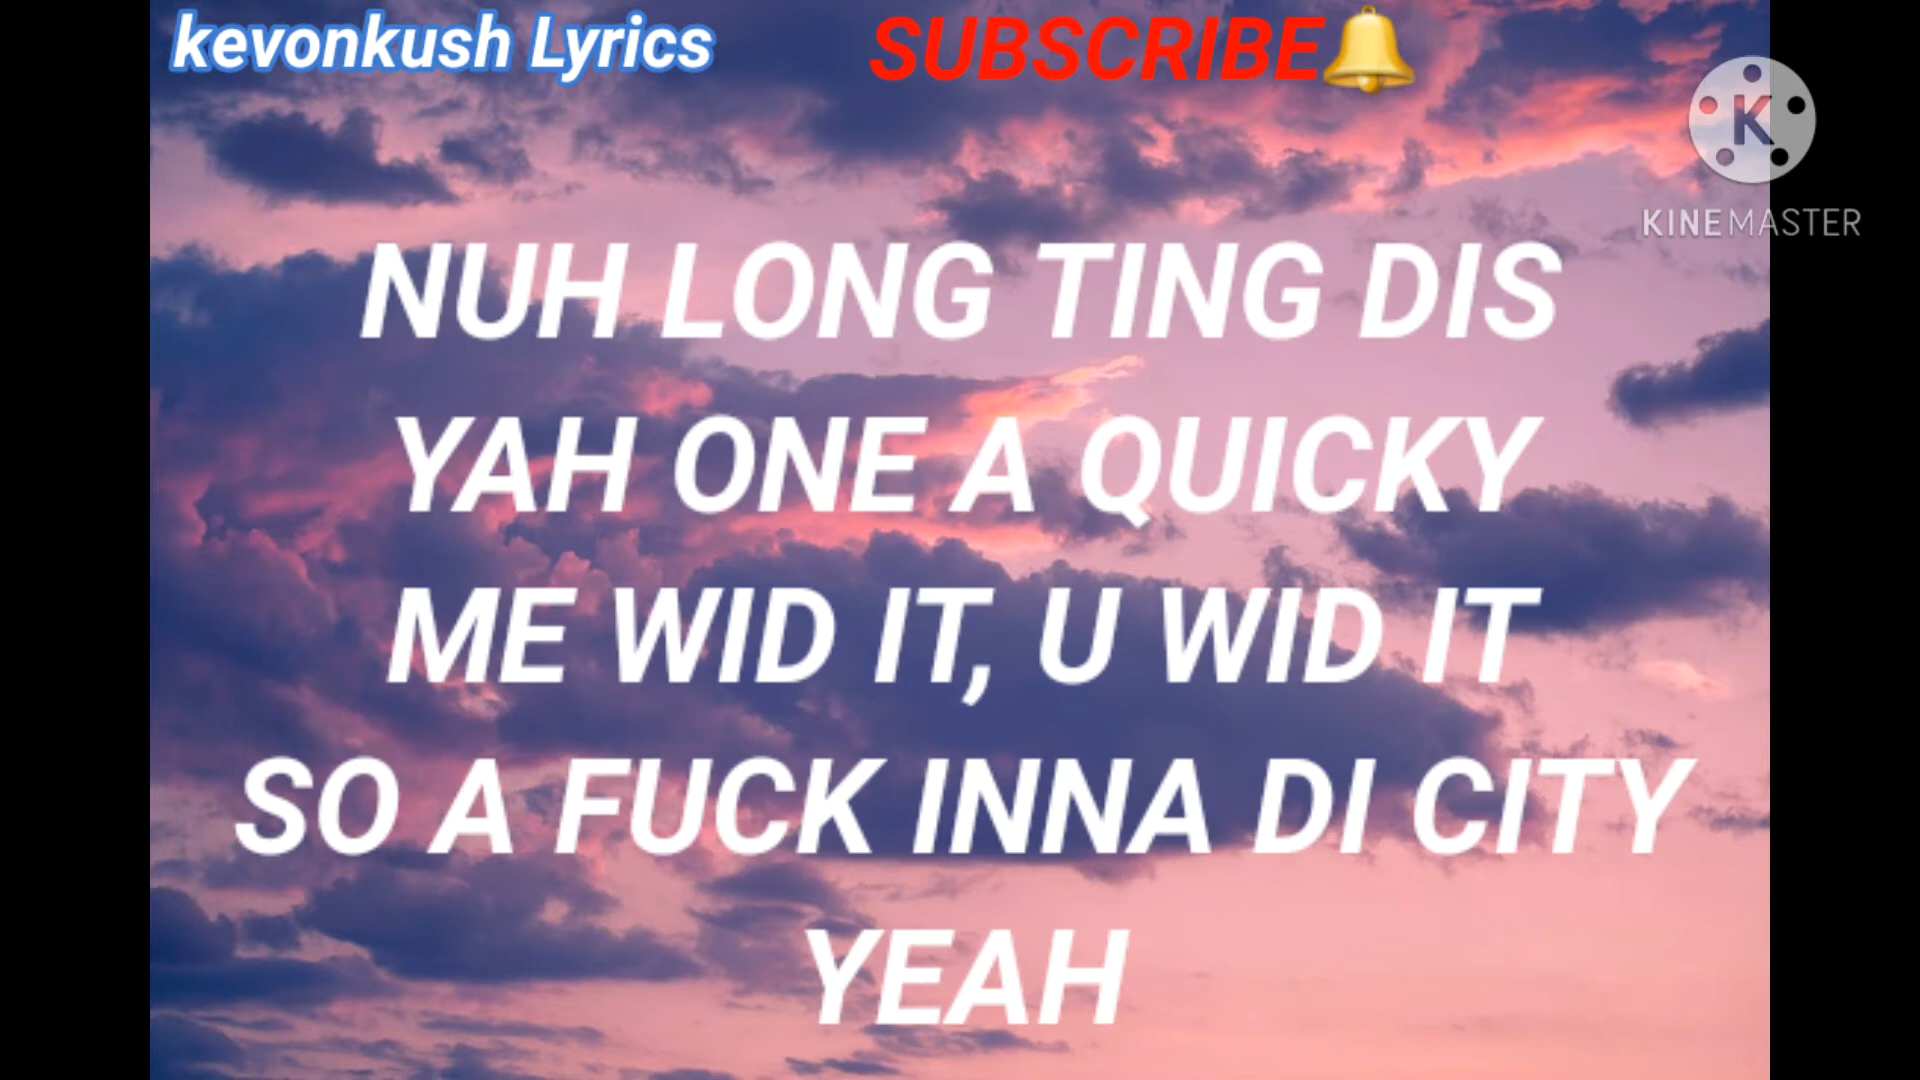 kevonkush Lyrics
SUBSCRIBE🔔
K
KINEMASTER
NUH LONG TING DIS
YAH ONE A QUICKY
ME WID IT, U WID IT
SO A FUCK INNA DI CITY
YEAH